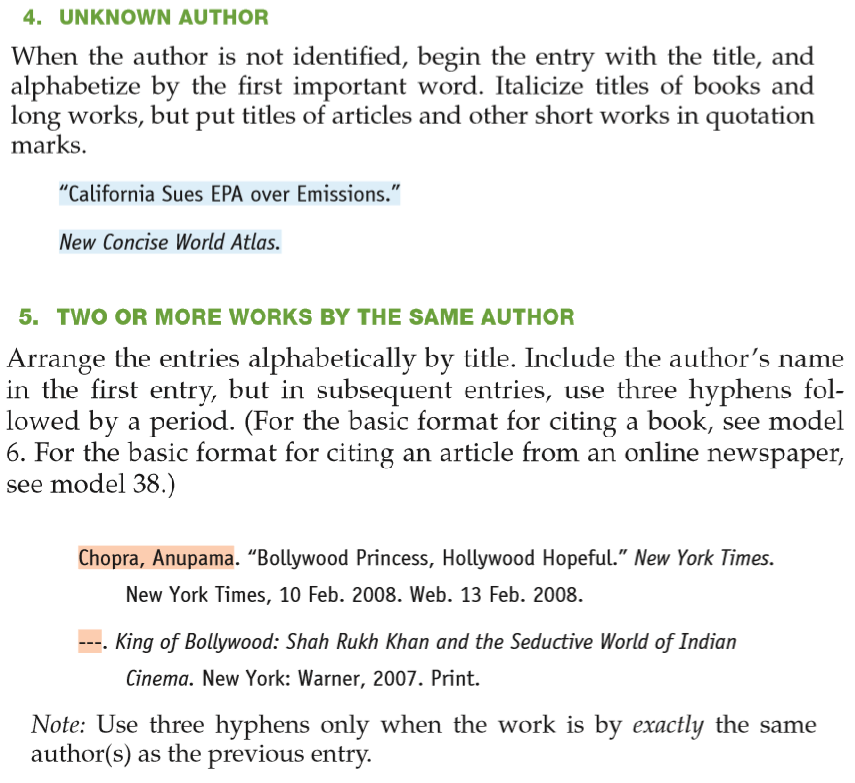 4. UNKNOWN AUTHOR
When the author is not identified, begin the entry with the title, and
alphabetize by the first important word. Italicize titles of books and
long works, but put titles of articles and other short works in quotation
marks.
“California Sues EPA over Emissions.”
New Concise World Atlas.
5. TWO OR MORE WORKS BY THE SAME AUTHOR
Arrange the entries alphabetically by title. Include the author’s name
in the first entry, but in subsequent entries, use three hyphens fol-
lowed by a period. (For the basic format for citing a book, see model
6. For the basic format for citing an article from an online newspaper,
see model 38.)
Chopra, Anupama. “Bollywood Princess, Hollywood Hopeful.” New York Times.
New York Times, 10 Feb. 2008. Web. 13 Feb. 2008.
---. King of Bollywood: Shah Rukh Khan and the Seductive World of Indian
Cinema. New York: Warner, 2007. Print.
Note: Use three hyphens only when the work is by exactly the same
author(s) as the previous entry.